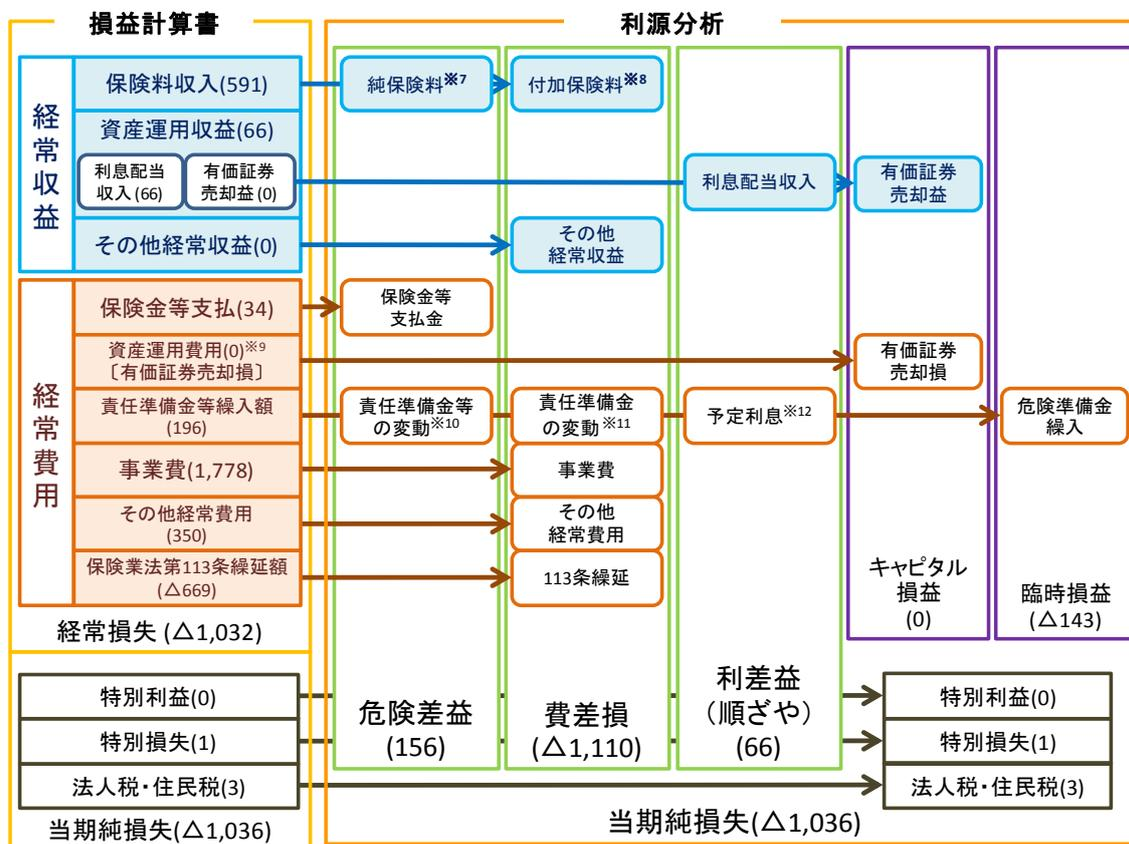 損益計算書
経常収益
保険料収入(591)
資産運用収益(66)
利息配当
収入(66)
有価証券
売却益(0)
その他経常収益(0)
経常費用
保険金等支払(34)
資産運用費用(0)※9
〔有価証券売却損〕
責任準備金等繰入額
(196)
事業費(1,778)
その他経常費用
(350)
保険業法第113条繰延額
(△669)
経常損失(△1,032)
特別利益(0)
特別損失(1)
法人税・住民税(3)
当期純損失(△1,036)
利源分析
純保険料※7
保険金等
支払金
責任準備金等
の変動※10
危険差益
(156)
付加保険料※8
その他
経常収益
責任準備金
の変動※11
事業費
その他
経常費用
113条繰延
費差損
(△1,110)
利息配当収入
予定利息※12
利差益
(順ざや)
(66)
有価証券
売却益
有価証券
売却損
キャピタル
損益
(0)
危険準備金
繰入
臨時損益
(△143)
特別利益(0)
特別損失(1)
法人税・住民税(3)
当期純損失(△1,036)